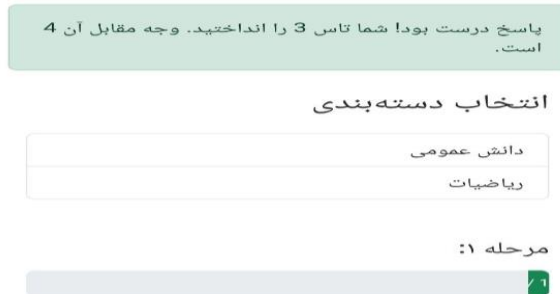 پاسخ درست بود! شما تاس 3 را انداختید. وجه مقابل آن 4
است.
انتخاب دسته‌بندی
دانش عمومی
ریاضیات
مرحله ۱:
1 /